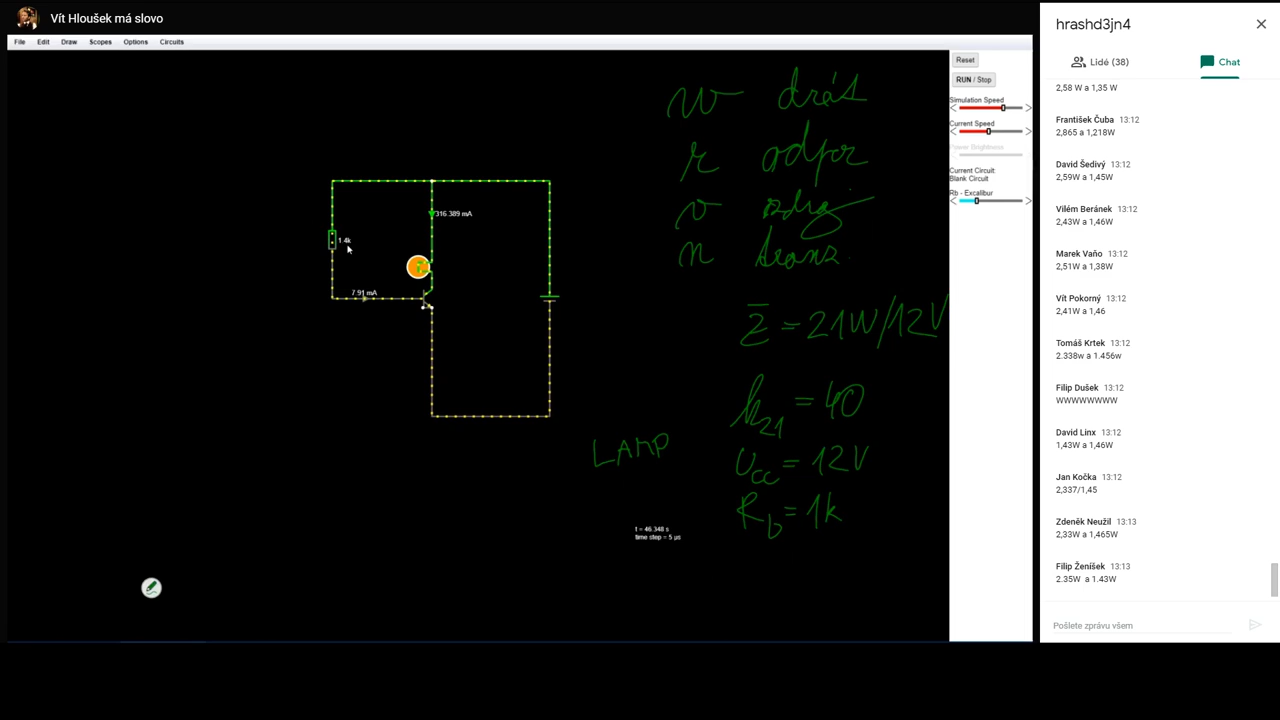 Vít Hloušek má slovo
File Edit Draw Scopes Options Circuits
Reset
RUN / Stop
Simulation Speed
Current Speed
Power Brightness
Current Circuit:
Blank Circuit
Rb - Excalibur
316.389 mA
1.4k
7.91 mA
w drát
r odpor
v zdroj
n tranz.
Z = 21W/12V
h21 = 40
Ucc = 12V
Rb = 1k
LAMP
t = 46.348 s
time step = 5 μs
hrashd3jn4
Lidé (38) Chat
2,58 W a 1,35 W
František Čuba 13:12
2,865 a 1,218W
David Šedivý 13:12
2,59W a 1,45W
Vilém Beránek 13:12
2,43W a 1,46W
Marek Vaňo 13:12
2,51W a 1,38W
Vít Pokorný 13:12
2,41W a 1,46
Tomáš Krtek 13:12
2.338w a 1.456w
Filip Dušek 13:12
WWWWWWWW
David Linx 13:12
1,43W a 1,46W
Jan Kočka 13:12
2,337/1,45
Zdeněk Neužil 13:13
2,33W a 1,465W
Filip Ženíšek 13:13
2.35W a 1.43W
Pošlete zprávu všem